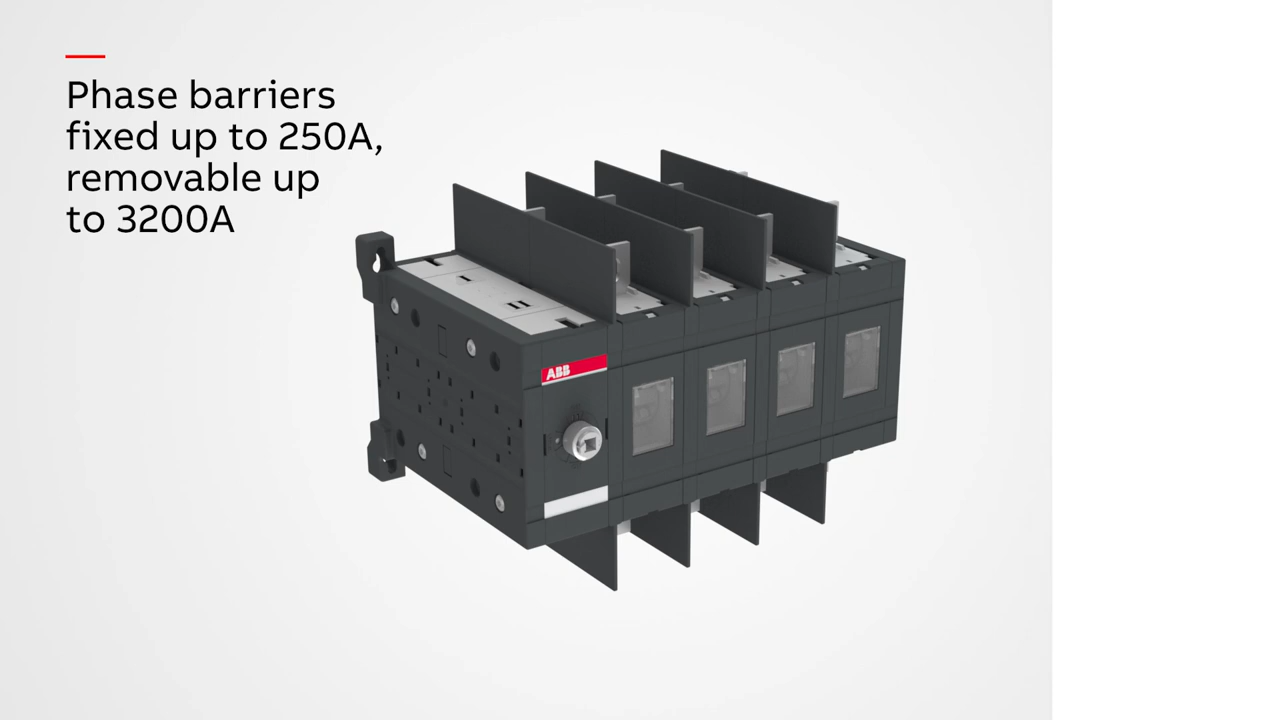 Phase barriers
fixed up to 250A,
removable up
to 3200A
ABB